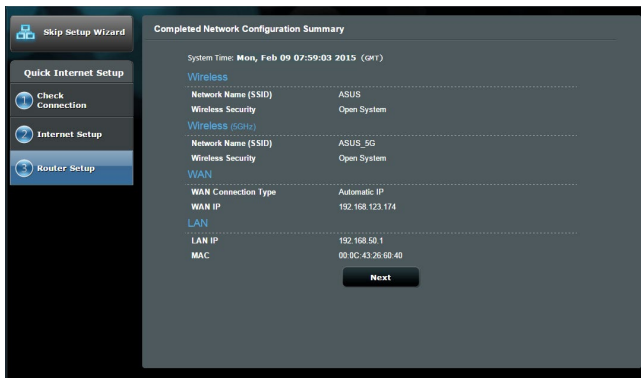 Skip Setup Wizard
Quick Internet Setup
1 Check
Connection
2 Internet Setup
3 Router Setup
Completed Network Configuration Summary
System Time: Mon, Feb 09 07:59:03 2015 (GMT)
Wireless
Network Name (SSID) ASUS
Wireless Security Open System
Wireless (5GHz)
Network Name (SSID) ASUS_5G
Wireless Security Open System
WAN
WAN Connection Type Automatic IP
WAN IP 192.168.123.174
LAN
LAN IP 192.168.50.1
MAC 00:0C:43:26:60:40
Next